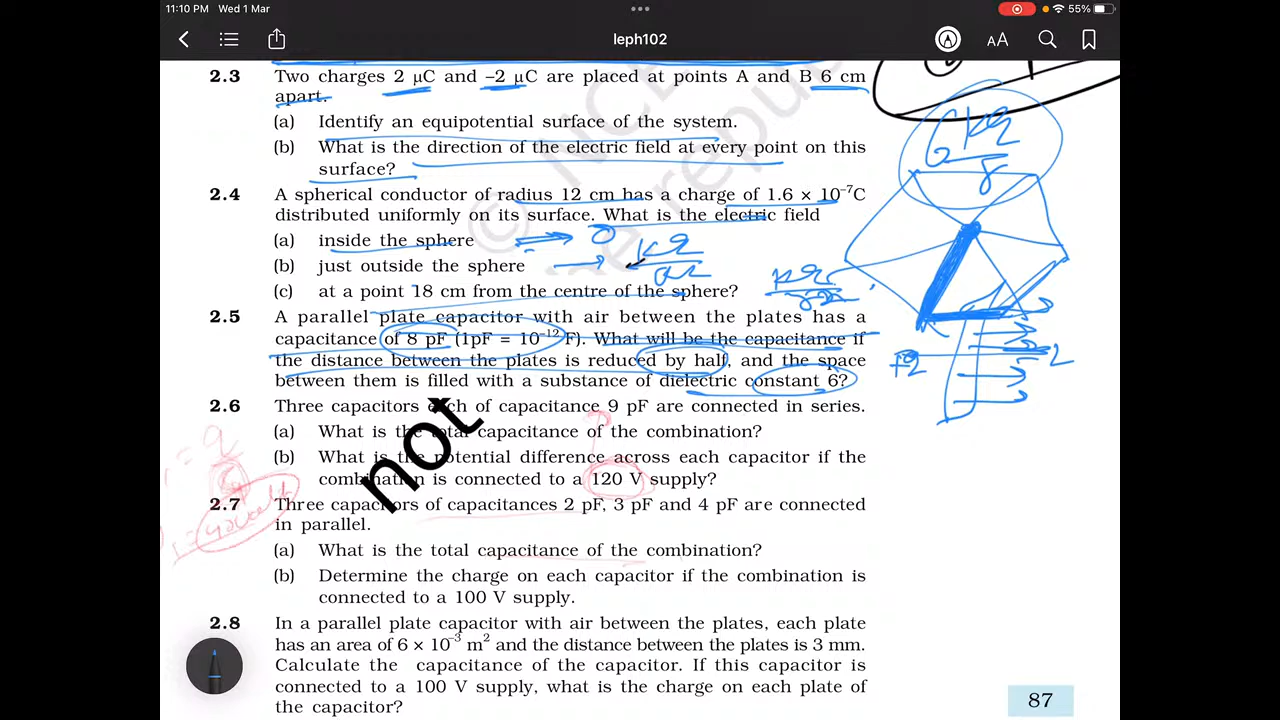 11:10 PM Wed 1 Mar
55%
leph102
AA
2.3 Two charges 2 μC and –2 μC are placed at points A and B 6 cm
apart.
(a) Identify an equipotential surface of the system.
(b) What is the direction of the electric field at every point on this
surface?
2.4 A spherical conductor of radius 12 cm has a charge of 1.6 × 10⁻⁷C
distributed uniformly on its surface. What is the electric field
(a) inside the sphere
(b) just outside the sphere
(c) at a point 18 cm from the centre of the sphere?
2.5 A parallel plate capacitor with air between the plates has a
capacitance of 8 pF (1pF = 10⁻¹² F). What will be the capacitance if
the distance between the plates is reduced by half, and the space
between them is filled with a substance of dielectric constant 6?
2.6 Three capacitors each of capacitance 9 pF are connected in series.
(a) What is the total capacitance of the combination?
(b) What is the potential difference across each capacitor if the
combination is connected to a 120 V supply?
2.7 Three capacitors of capacitances 2 pF, 3 pF and 4 pF are connected
in parallel.
(a) What is the total capacitance of the combination?
(b) Determine the charge on each capacitor if the combination is
connected to a 100 V supply.
2.8 In a parallel plate capacitor with air between the plates, each plate
has an area of 6 × 10⁻³ m² and the distance between the plates is 3 mm.
Calculate the capacitance of the capacitor. If this capacitor is
connected to a 100 V supply, what is the charge on each plate of
the capacitor?
not
87